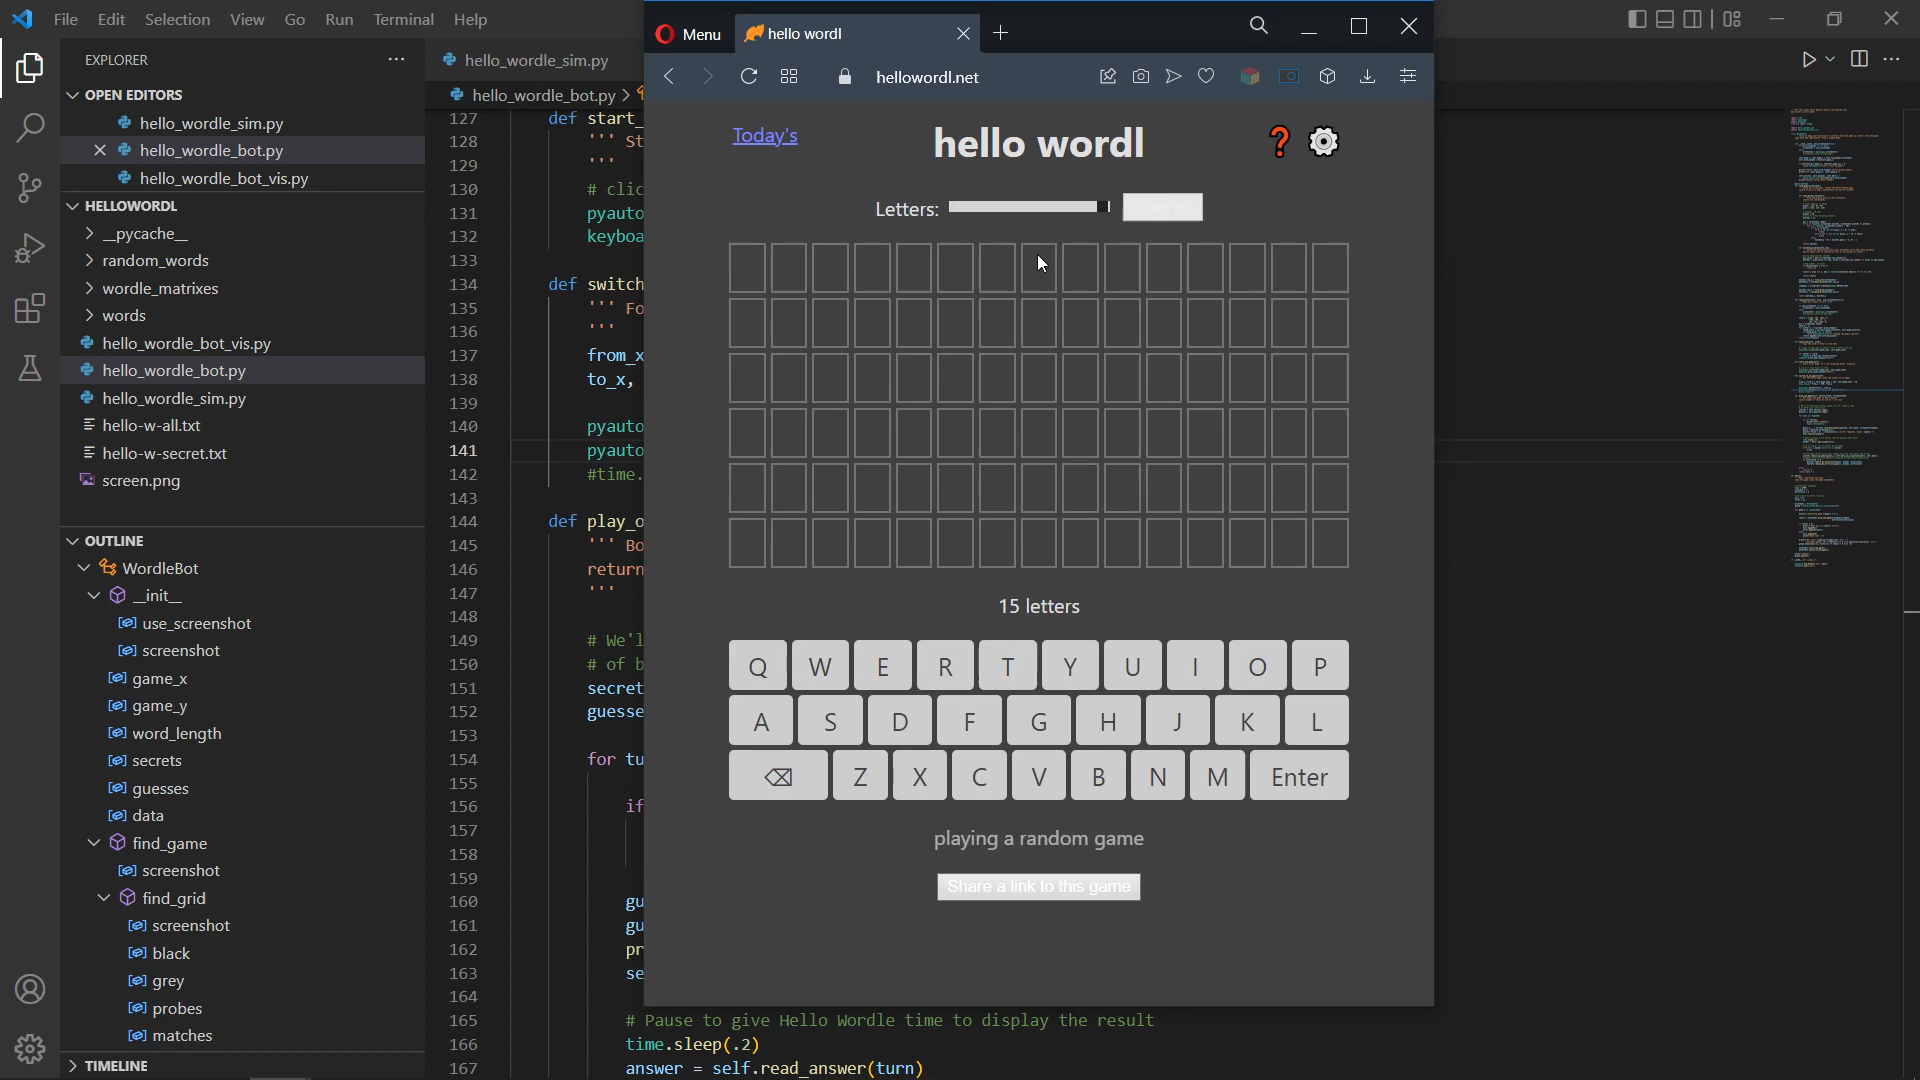 File Edit Selection View Go Run Terminal Help
EXPLORER
OPEN EDITORS
hello_wordle_sim.py
hello_wordle_bot.py
hello_wordle_bot_vis.py
HELLOWORDL
__pycache__
random_words
wordle_matrixes
words
hello_wordle_bot_vis.py
hello_wordle_bot.py
hello_wordle_sim.py
hello-w-all.txt
hello-w-secret.txt
screen.png
OUTLINE
WordleBot
__init__
use_screenshot
screenshot
game_x
game_y
word_length
secrets
guesses
data
find_game
screenshot
find_grid
screenshot
black
grey
probes
matches
TIMELINE
hello_wordle_sim.py
hello_wordle_bot.py >
127 def start_
128 ''' St
129 '''
130 # clic
131 pyauto
132 keyboa
133
134 def switch
135 ''' Fo
136 '''
137 from_x
138 to_x,
139
140 pyauto
141 pyauto
142 #time.
143
144 def play_o
145 ''' Bo
146 return
147 '''
148
149 # We'l
150 # of b
151 secret
152 guesse
153
154 for tu
155
156 if
157
158
159
160 gu
161 gu
162 pr
163 se
164
165 # Pause to give Hello Wordle time to display the result
166 time.sleep(.2)
167 answer = self.read_answer(turn)
Menu
hello wordl
hellowordl.net
Today's
hello wordl
?
Letters:
15 letters
Q W E R T Y U I O P
A S D F G H J K L
Z X C V B N M Enter
playing a random game
Share a link to this game